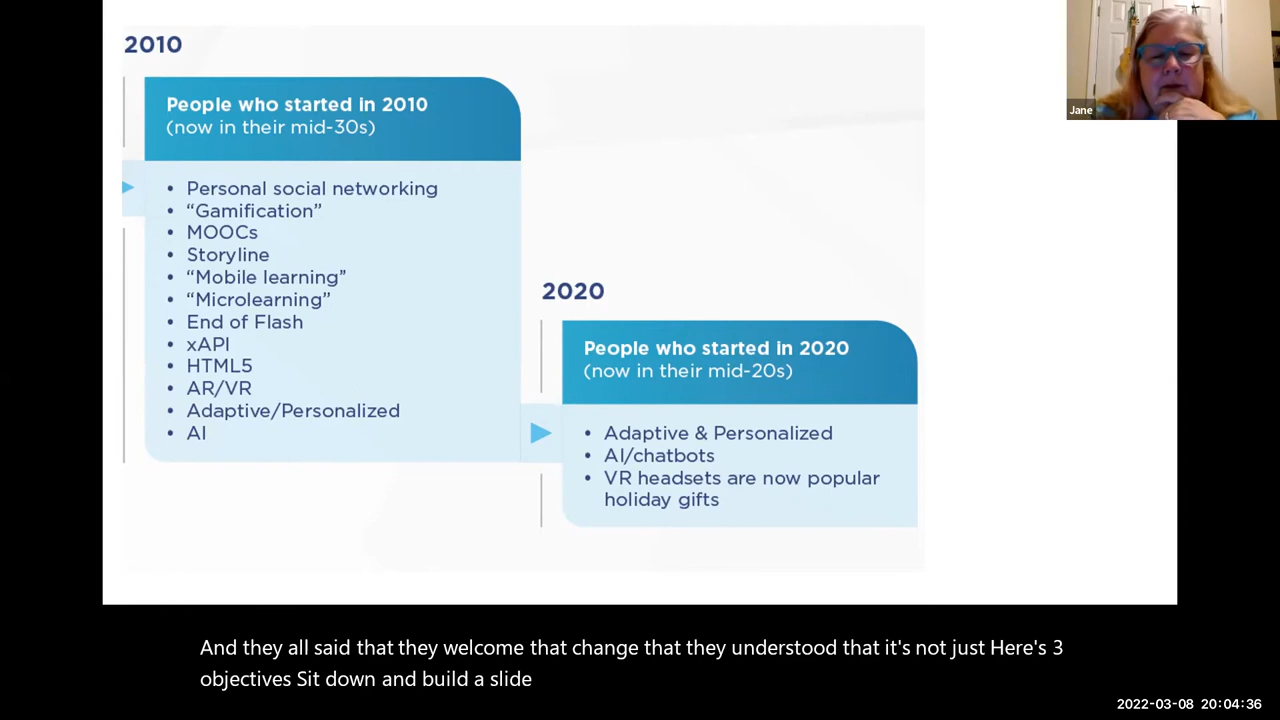 2010
People who started in 2010
(now in their mid-30s)
• Personal social networking
• “Gamification”
• MOOCs
• Storyline
• “Mobile learning”
• “Microlearning”
• End of Flash
• xAPI
• HTML5
• AR/VR
• Adaptive/Personalized
• AI
2020
People who started in 2020
(now in their mid-20s)
• Adaptive & Personalized
• AI/chatbots
• VR headsets are now popular
holiday gifts
Jane
And they all said that they welcome that change that they understood that it's not just Here's 3
objectives Sit down and build a slide
2022-03-08 20:04:36